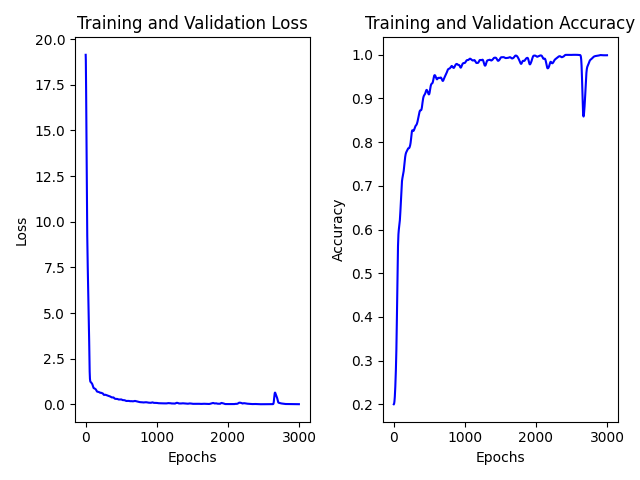 Training and Validation Loss
20.0
17.5
15.0
12.5
10.0
7.5
5.0
2.5
0.0
Loss
0 1000 2000 3000
Epochs
Training and Validation Accuracy
1.0
0.9
0.8
0.7
0.6
0.5
0.4
0.3
0.2
Accuracy
0 1000 2000 3000
Epochs